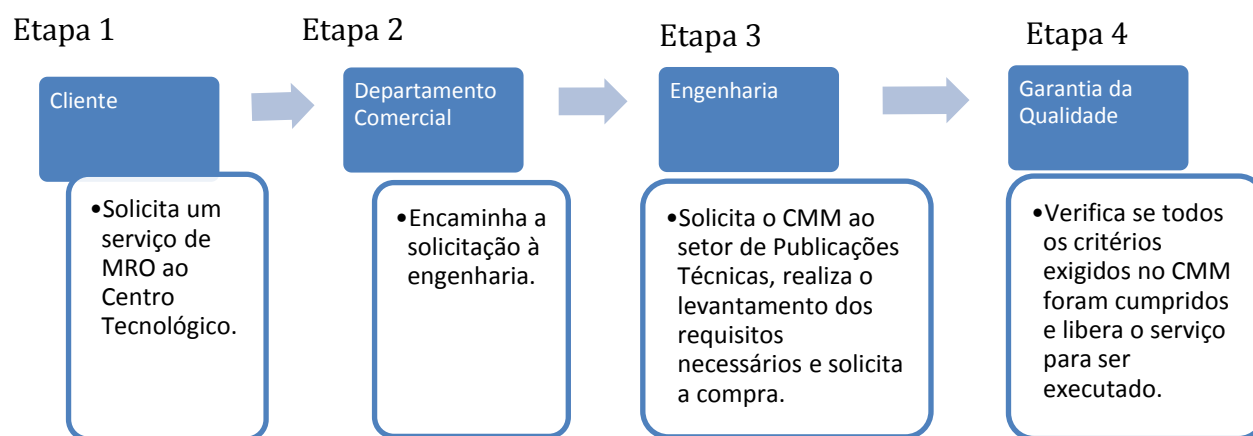 Etapa 1
Cliente
•Solicita um
serviço de
MRO ao
Centro
Tecnológico.
Etapa 2
Departamento
Comercial
•Encaminha a
solicitação à
engenharia.
Etapa 3
Engenharia
•Solicita o CMM ao
setor de Publicações
Técnicas, realiza o
levantamento dos
requisitos
necessários e solicita
a compra.
Etapa 4
Garantia da
Qualidade
•Verifica se todos
os critérios
exigidos no CMM
foram cumpridos
e libera o serviço
para ser
executado.